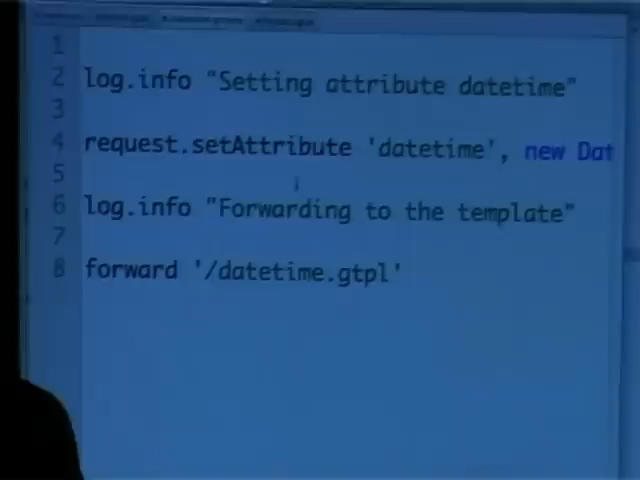 1
2 log.info "Setting attribute datetime"
3
4 request.setAttribute 'datetime', new Dat
5
6 log.info "Forwarding to the template"
7
8 forward '/datetime.gtpl'